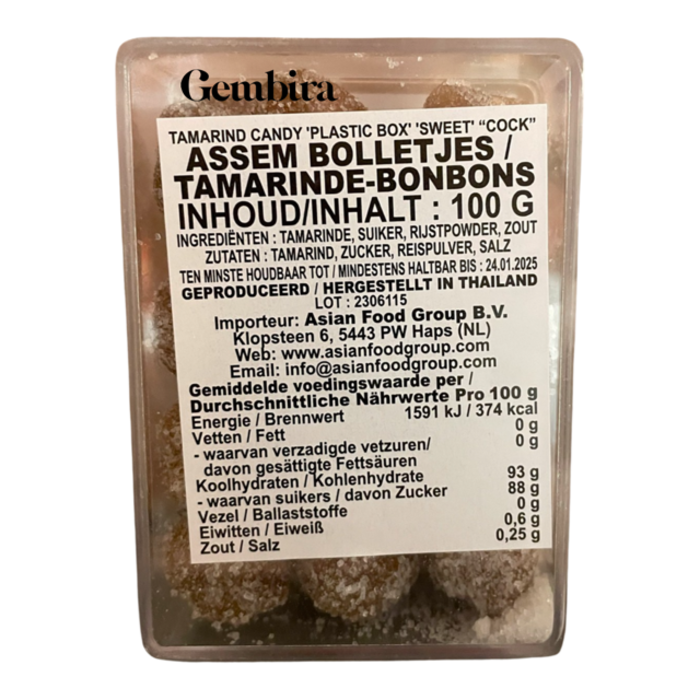 Gembira
TAMARIND CANDY 'PLASTIC BOX' 'SWEET' “COCK”
ASSEM BOLLETJES /
TAMARINDE-BONBONS
INHOUD/INHALT : 100 G
INGREDIËNTEN : TAMARINDE, SUIKER, RIJSTPOWDER, ZOUT
ZUTATEN : TAMARIND, ZUCKER, REISPULVER, SALZ
TEN MINSTE HOUDBAAR TOT / MINDESTENS HALTBAR BIS : 24.01.2025
GEPRODUCEERD / HERGESTELLT IN THAILAND
LOT : 2306115
Importeur: Asian Food Group B.V.
Klopsteen 6, 5443 PW Haps (NL)
Web: www.asianfoodgroup.com
Email: info@asianfoodgroup.com
Gemiddelde voedingswaarde per /
Durchschnittliche Nährwerte Pro 100 g
Energie / Brennwert 1591 kJ / 374 kcal
Vetten / Fett 0 g
- waarvan verzadigde vetzuren/ 0 g
davon gesättigte Fettsäuren
Koolhydraten / Kohlenhydrate 93 g
- waarvan suikers / davon Zucker 88 g
Vezel / Ballaststoffe 0 g
Eiwitten / Eiweiß 0,6 g
Zout / Salz 0,25 g